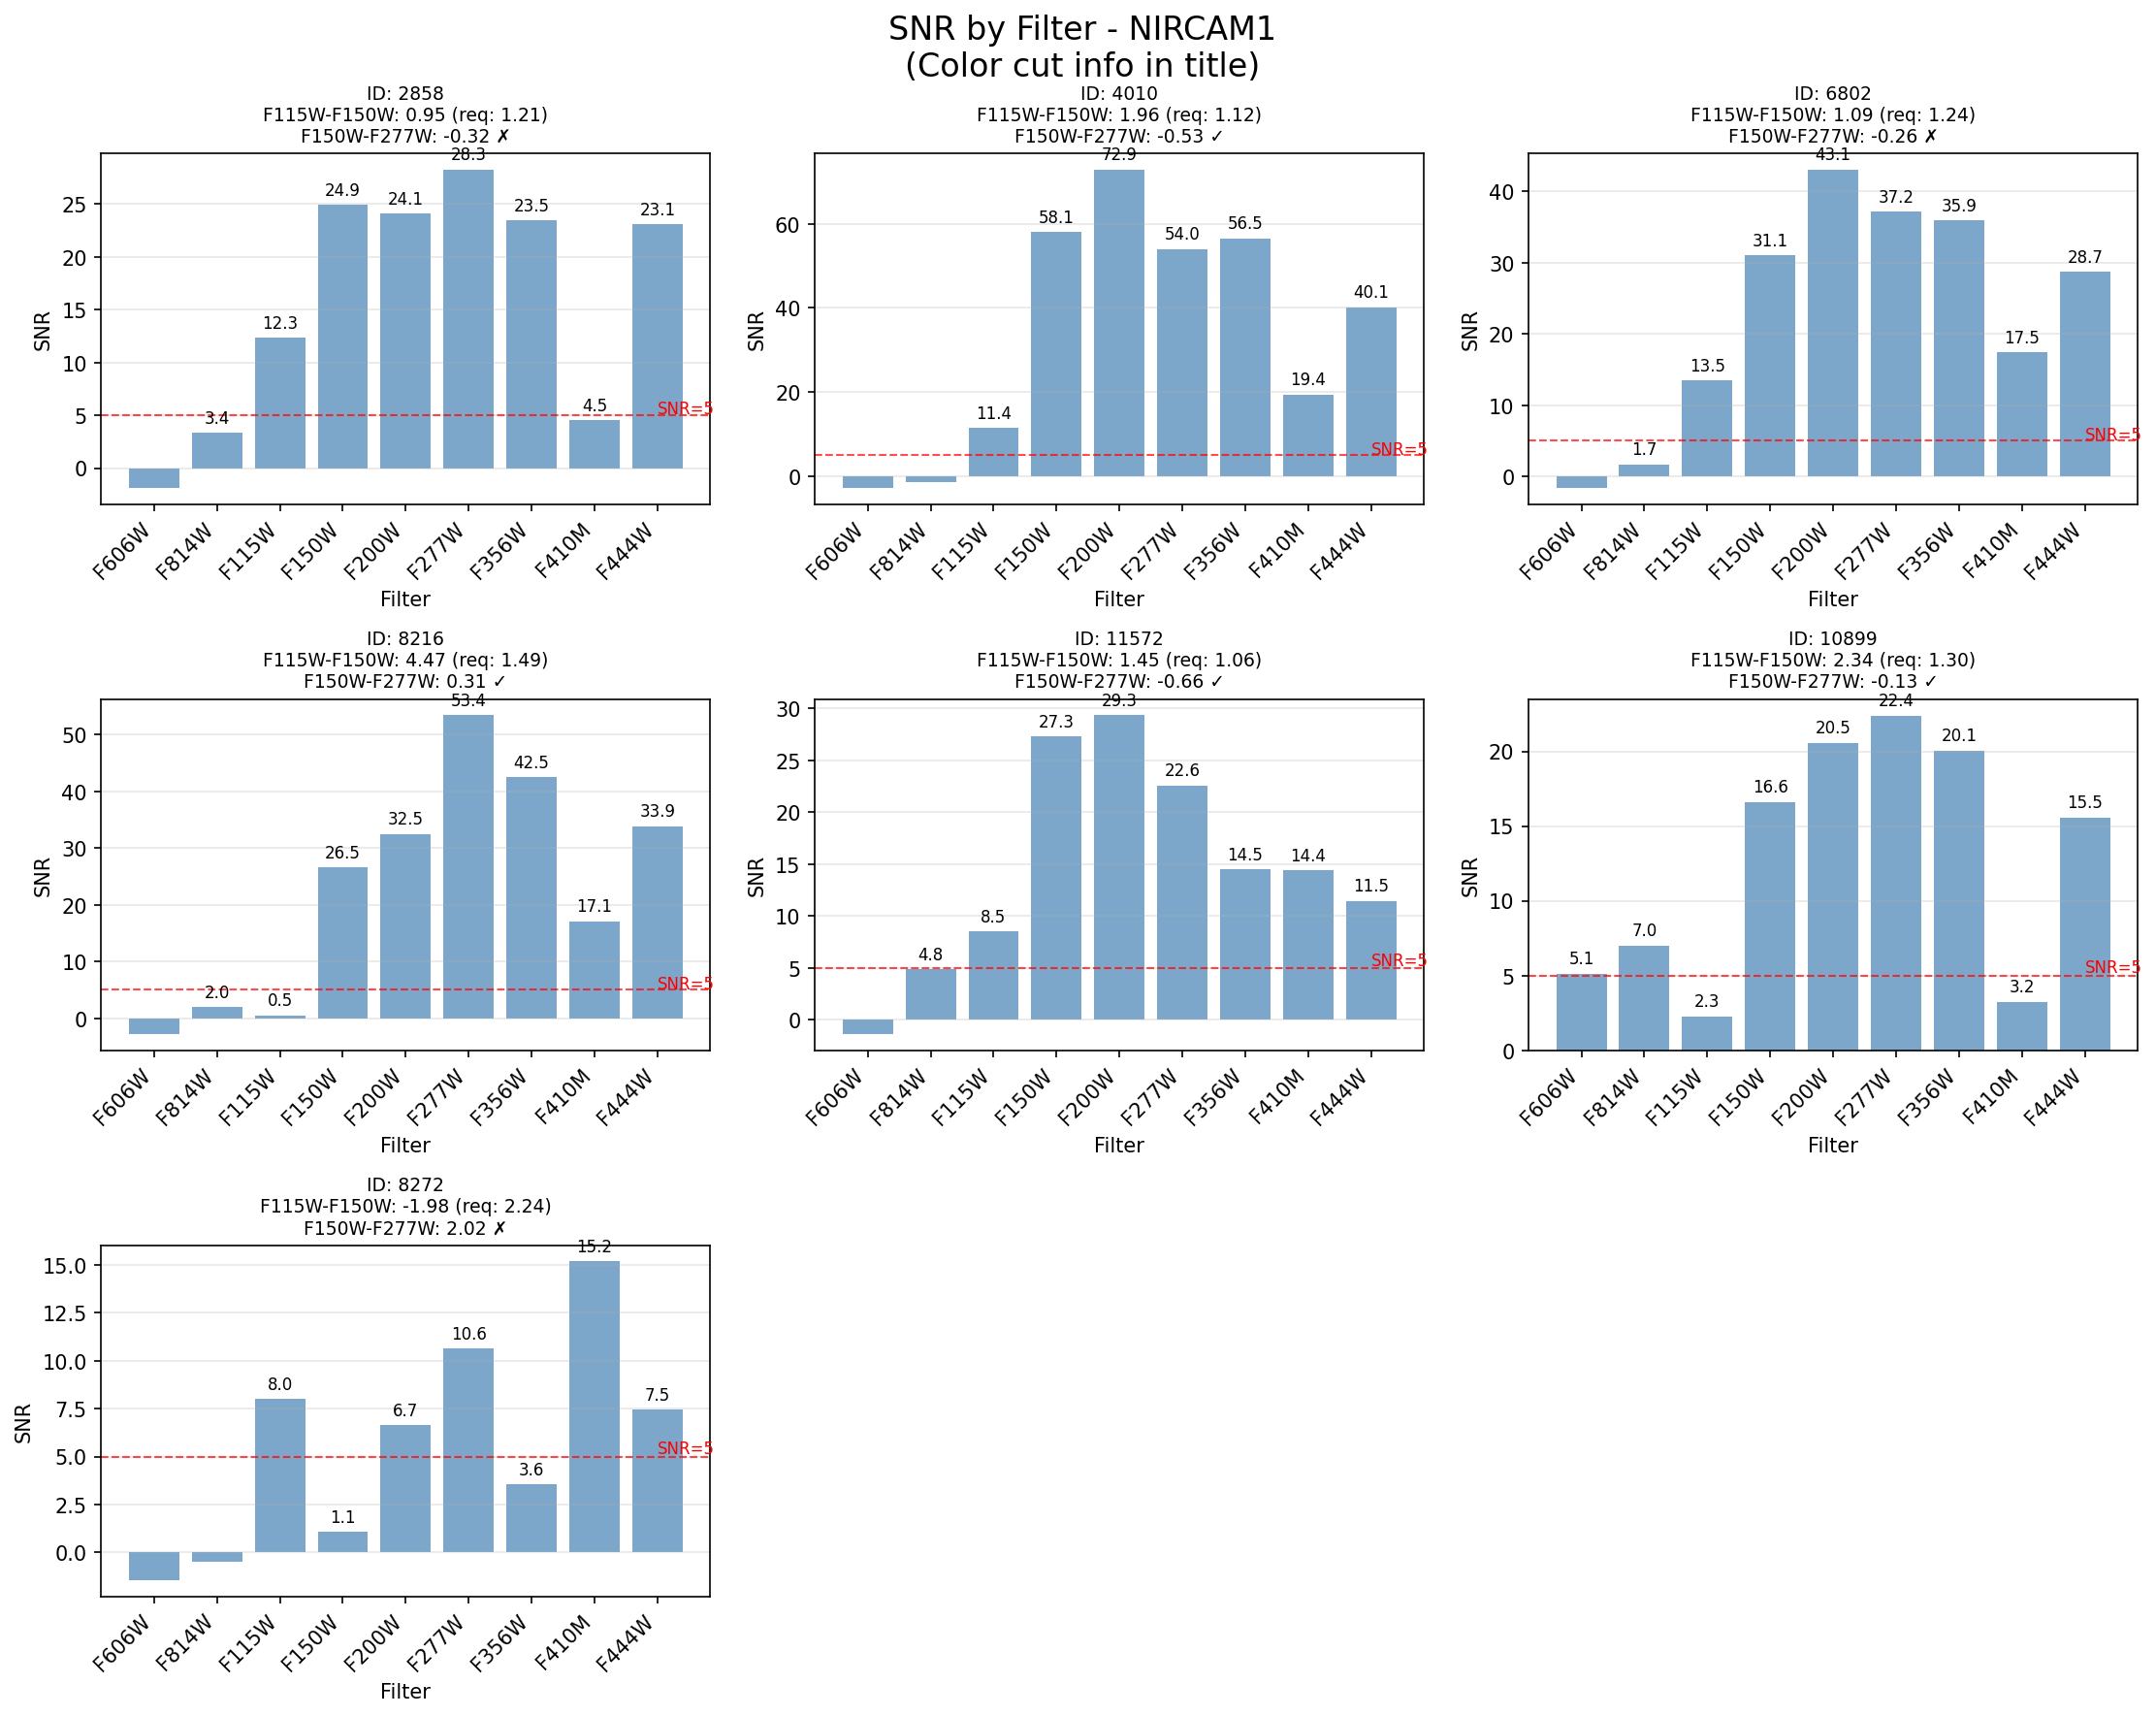 SNR by Filter - NIRCAM1
(Color cut info in title)
ID: 2858
F115W-F150W: 0.95 (req: 1.21)
F150W-F277W: -0.32 ✗
SNR
25
20
15
10
5
0
3.4
12.3
24.9
24.1
28.3
23.5
4.5
23.1
SNR=5
F606W
F814W
F115W
F150W
F200W
F277W
F356W
F410M
F444W
Filter
ID: 4010
F115W-F150W: 1.96 (req: 1.12)
F150W-F277W: -0.53 ✓
SNR
60
40
20
0
11.4
58.1
72.9
54.0
56.5
19.4
40.1
SNR=5
F606W
F814W
F115W
F150W
F200W
F277W
F356W
F410M
F444W
Filter
ID: 6802
F115W-F150W: 1.09 (req: 1.24)
F150W-F277W: -0.26 ✗
SNR
40
30
20
10
0
1.7
13.5
31.1
43.1
37.2
35.9
17.5
28.7
SNR=5
F606W
F814W
F115W
F150W
F200W
F277W
F356W
F410M
F444W
Filter
ID: 8216
F115W-F150W: 4.47 (req: 1.49)
F150W-F277W: 0.31 ✓
SNR
50
40
30
20
10
0
2.0
0.5
26.5
32.5
53.4
42.5
17.1
33.9
SNR=5
F606W
F814W
F115W
F150W
F200W
F277W
F356W
F410M
F444W
Filter
ID: 11572
F115W-F150W: 1.45 (req: 1.06)
F150W-F277W: -0.66 ✓
SNR
30
25
20
15
10
5
0
4.8
8.5
27.3
29.3
22.6
14.5
14.4
11.5
SNR=5
F606W
F814W
F115W
F150W
F200W
F277W
F356W
F410M
F444W
Filter
ID: 10899
F115W-F150W: 2.34 (req: 1.30)
F150W-F277W: -0.13 ✓
SNR
20
15
10
5
0
5.1
7.0
2.3
16.6
20.5
22.4
20.1
3.2
15.5
SNR=5
F606W
F814W
F115W
F150W
F200W
F277W
F356W
F410M
F444W
Filter
ID: 8272
F115W-F150W: -1.98 (req: 2.24)
F150W-F277W: 2.02 ✗
SNR
15.0
12.5
10.0
7.5
5.0
2.5
0.0
8.0
1.1
6.7
10.6
3.6
15.2
7.5
SNR=5
F606W
F814W
F115W
F150W
F200W
F277W
F356W
F410M
F444W
Filter